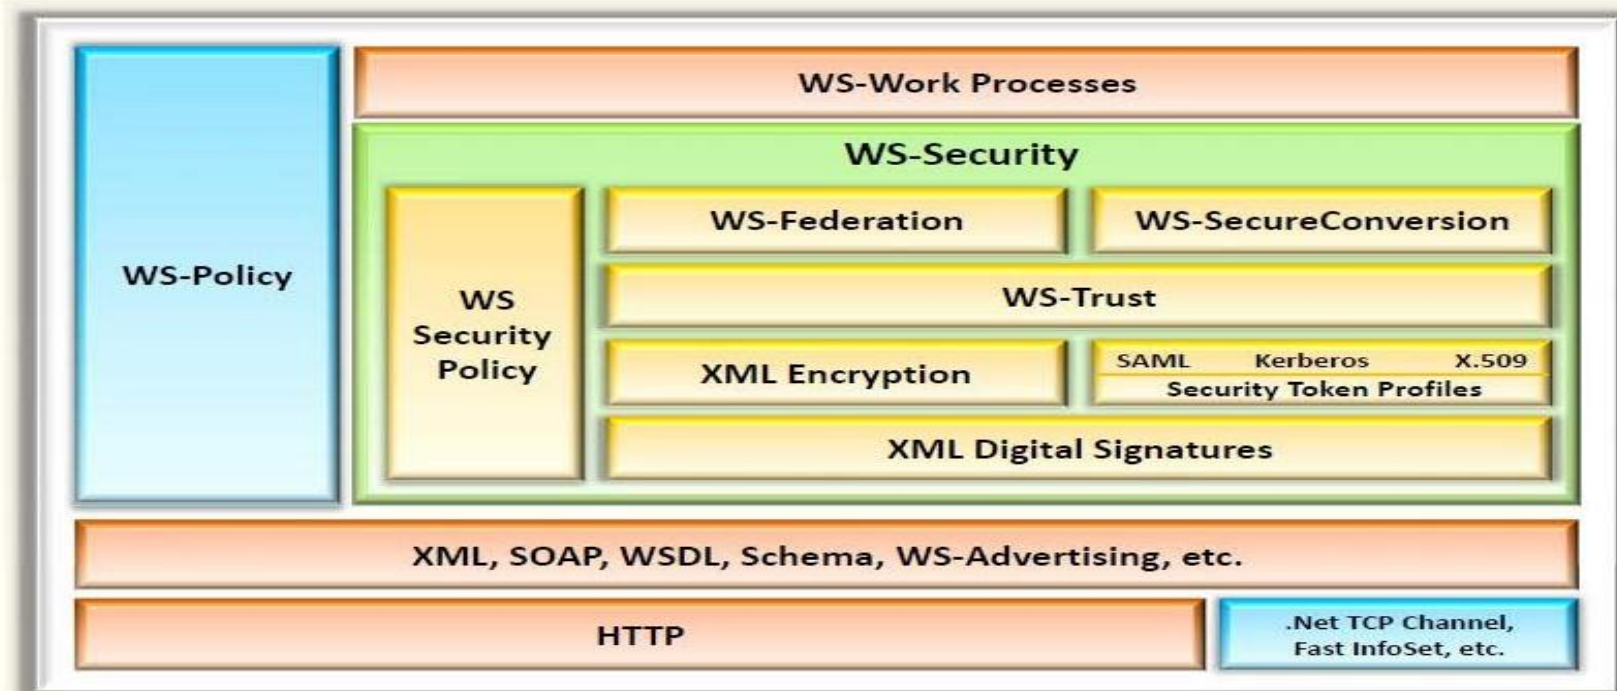 WS-Work Processes
WS-Policy
WS-Security
WS
Security
Policy
WS-Federation
WS-SecureConversion
WS-Trust
XML Encryption
SAML Kerberos X.509
Security Token Profiles
XML Digital Signatures
XML, SOAP, WSDL, Schema, WS-Advertising, etc.
HTTP
.Net TCP Channel,
Fast InfoSet, etc.